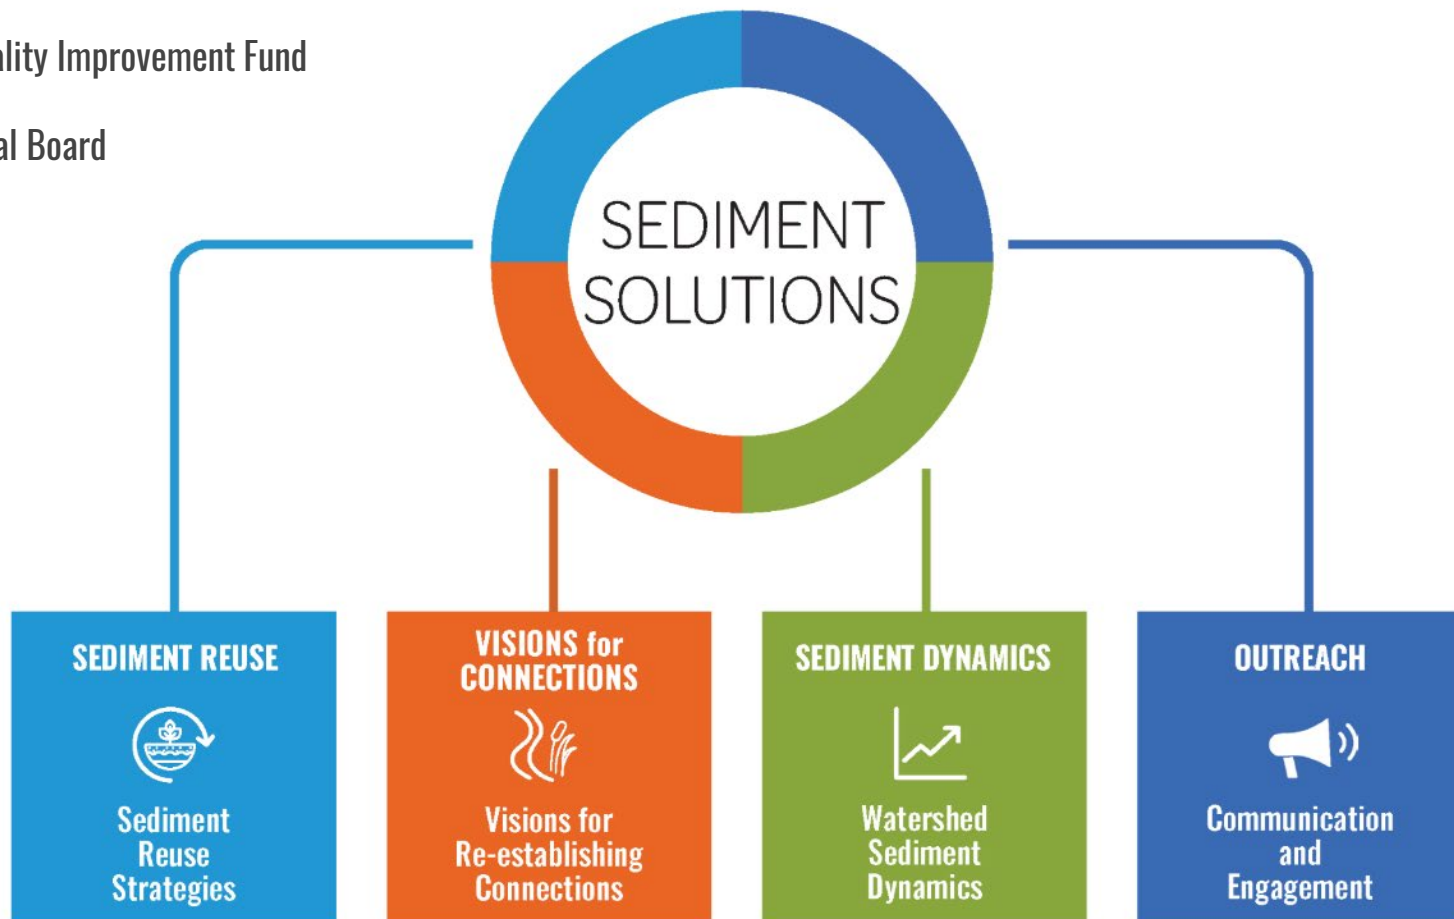 ality Improvement Fund
al Board
SEDIMENT
SOLUTIONS
SEDIMENT REUSE
Sediment
Reuse
Strategies
VISIONS for
CONNECTIONS
Visions for
Re-establishing
Connections
SEDIMENT DYNAMICS
Watershed
Sediment
Dynamics
OUTREACH
Communication
and
Engagement